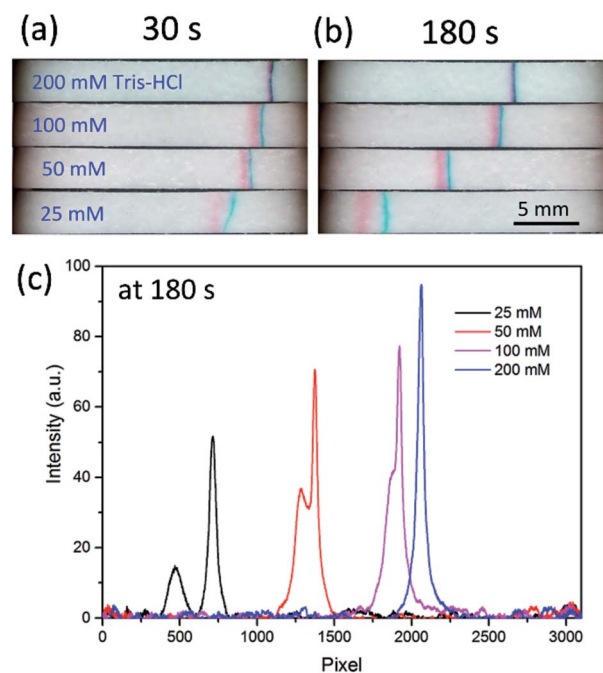 (a) 30 s
(b) 180 s
200 mM Tris-HCl
100 mM
50 mM
25 mM
5 mm
(c)
at 180 s
25 mM
50 mM
100 mM
200 mM
100
80
60
40
20
0
Intensity (a.u.)
0 500 1000 1500 2000 2500 3000
Pixel